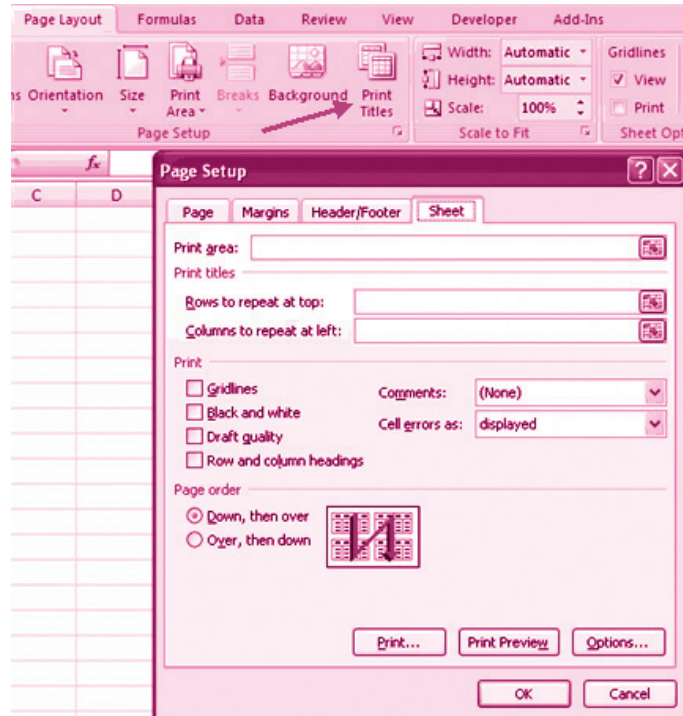 Page Layout Formulas Data Review View Developer Add-Ins
ns Orientation Size Print Area Breaks Background Print Titles
Width: Automatic
Height: Automatic
Scale: 100%
Gridlines
View
Print
Page Setup Scale to Fit Sheet Opt
fx
C D
Page Setup
Page Margins Header/Footer Sheet
Print area:
Print titles
Rows to repeat at top:
Columns to repeat at left:
Print
Gridlines
Black and white
Draft quality
Row and column headings
Comments: (None)
Cell errors as: displayed
Page order
Down, then over
Over, then down
Print... Print Preview Options...
OK Cancel